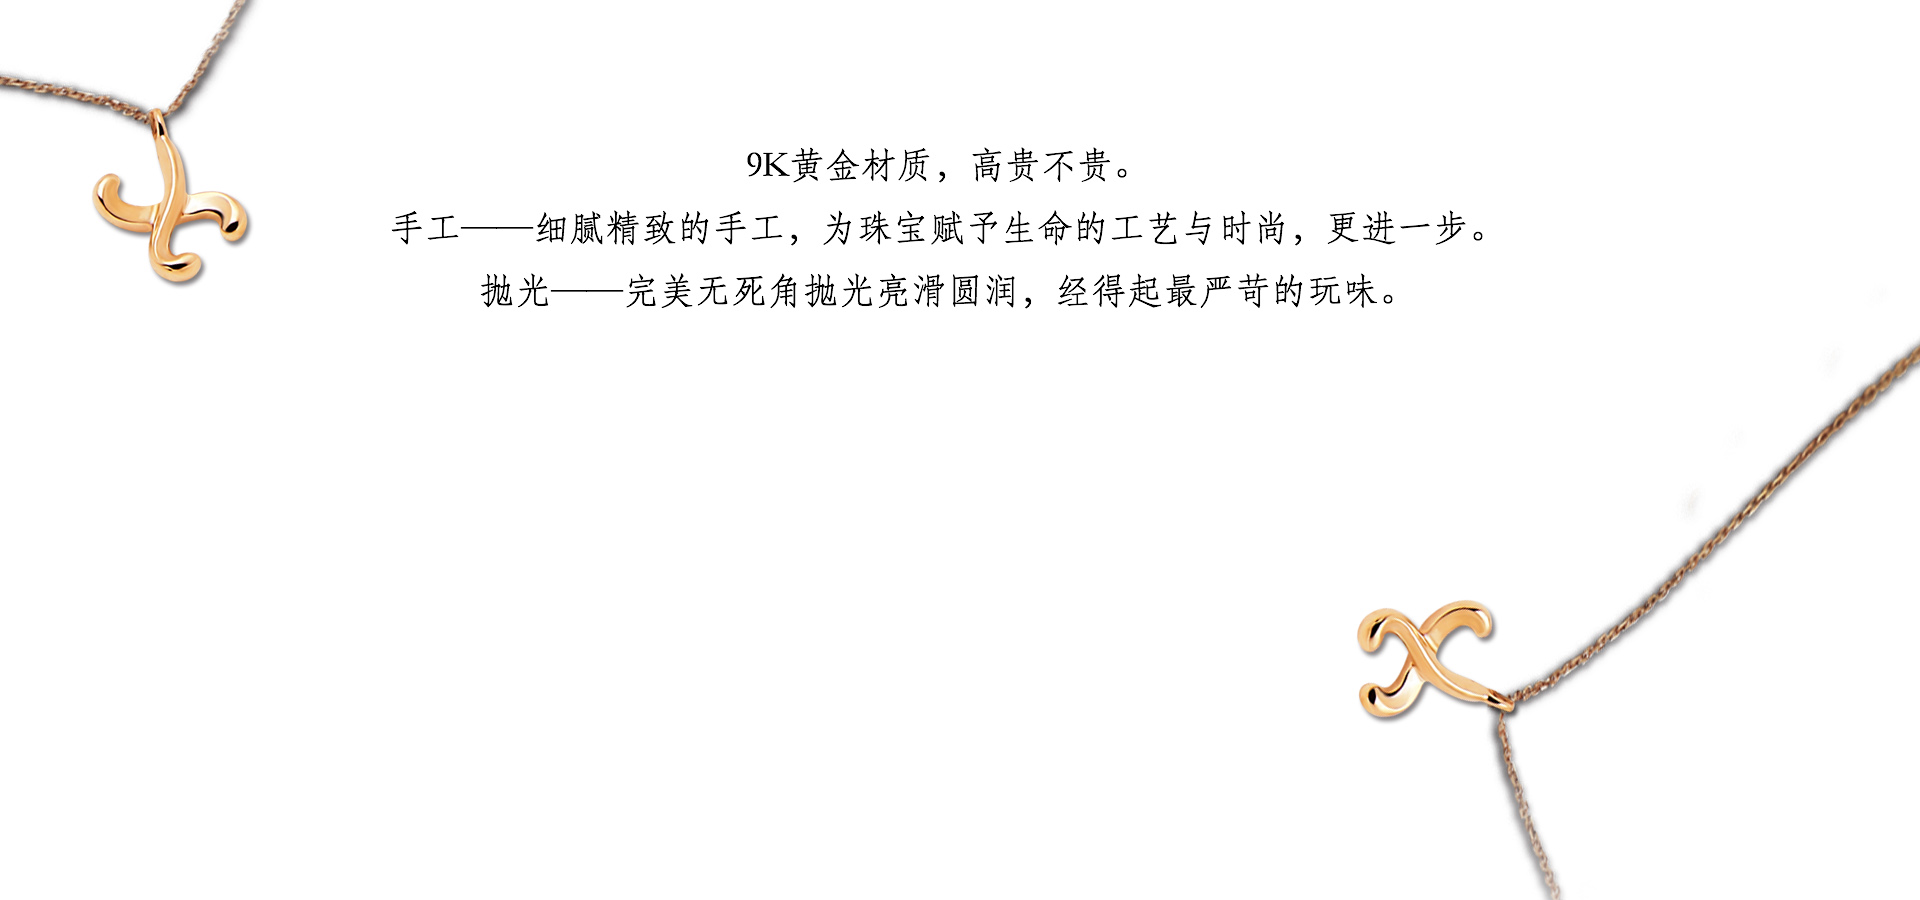 9K黄金材质，高贵不贵。
手工——细腻精致的手工，为珠宝赋予生命的工艺与时尚，更进一步。
抛光——完美无死角抛光亮滑圆润，经得起最严苛的玩味。